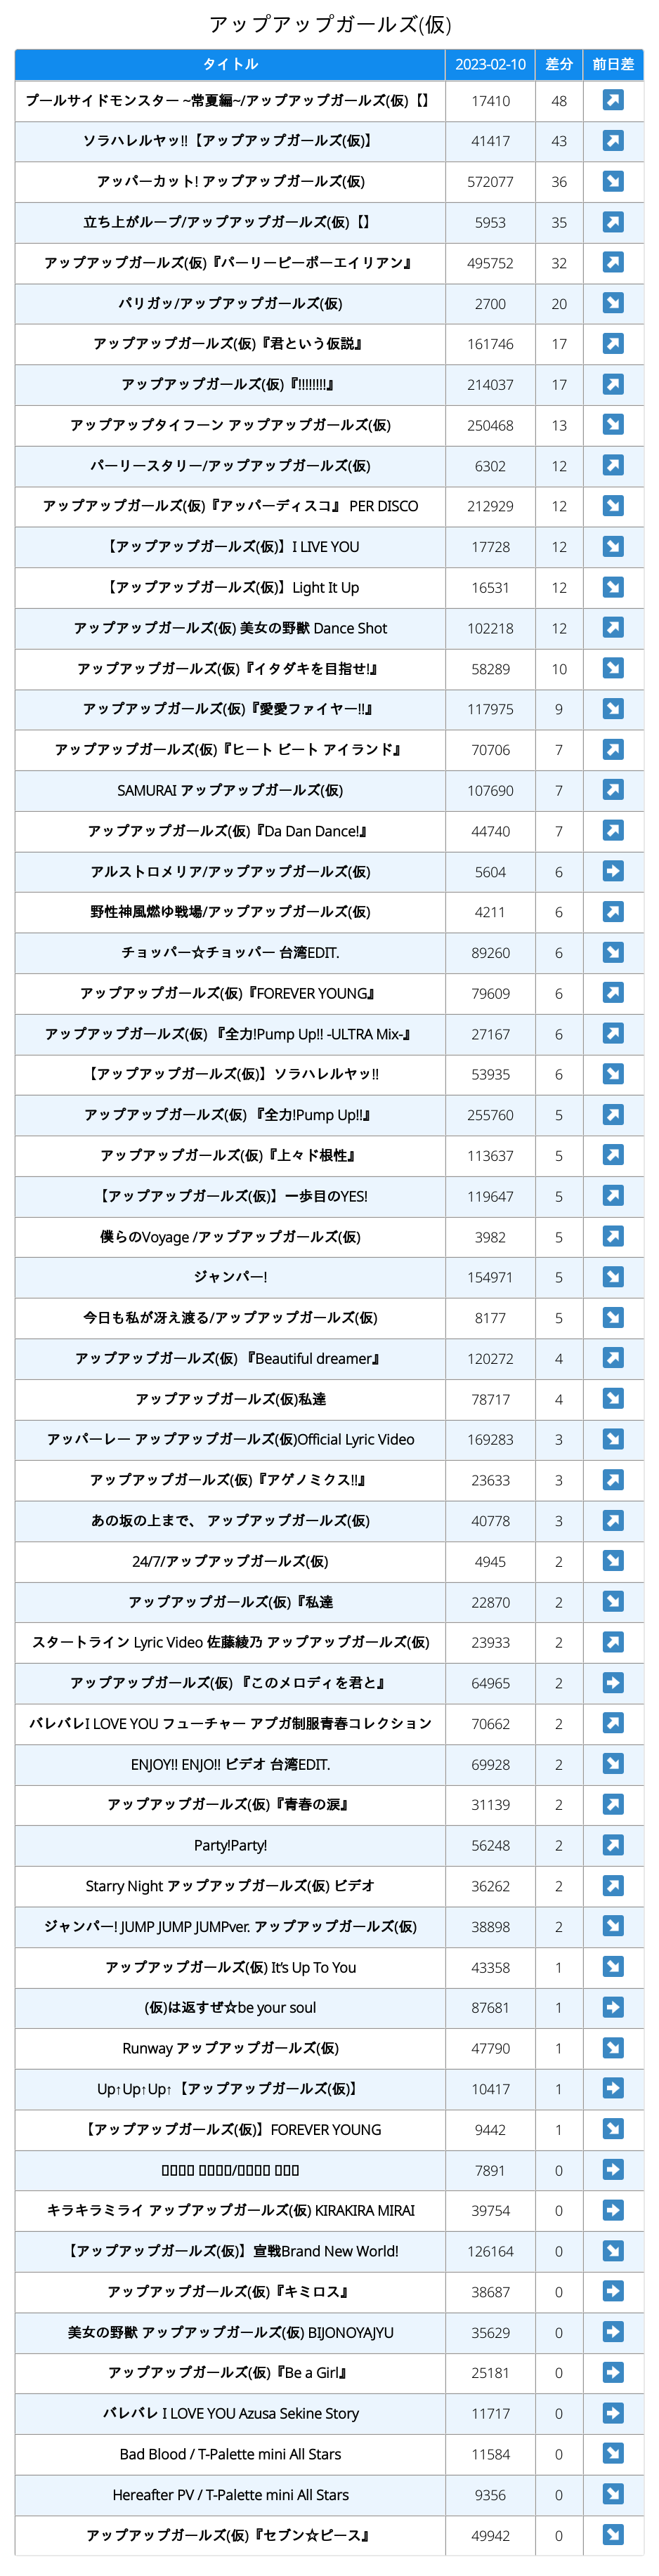 アップアップガールズ(仮)
タイトル 2023-02-10 差分 前日差
プールサイドモンスター ~常夏編~/アップアップガールズ(仮)【】 17410 48
ソラハレルヤッ!!【アップアップガールズ(仮)】 41417 43
アッパーカット! アップアップガールズ(仮) 572077 36
立ち上がループ/アップアップガールズ(仮)【】 5953 35
アップアップガールズ(仮)『パーリーピーポーエイリアン』 495752 32
パリガッ/アップアップガールズ(仮) 2700 20
アップアップガールズ(仮)『君という仮説』 161746 17
アップアップガールズ(仮)『!!!!!!!!』 214037 17
アップアップタイフーン アップアップガールズ(仮) 250468 13
バーリースタリー/アップアップガールズ(仮) 6302 12
アップアップガールズ(仮)『アッパーディスコ』 PER DISCO 212929 12
【アップアップガールズ(仮)】I LIVE YOU 17728 12
【アップアップガールズ(仮)】Light It Up 16531 12
アップアップガールズ(仮) 美女の野獣 Dance Shot 102218 12
アップアップガールズ(仮)『イタダキを目指せ!』 58289 10
アップアップガールズ(仮)『愛愛ファイヤー!!』 117975 9
アップアップガールズ(仮)『ヒート ビート アイランド』 70706 7
SAMURAI アップアップガールズ(仮) 107690 7
アップアップガールズ(仮)『Da Dan Dance!』 44740 7
アルストロメリア/アップアップガールズ(仮) 5604 6
野性神風燃ゆ戦場/アップアップガールズ(仮) 4211 6
チョッパー☆チョッパー 台湾EDIT. 89260 6
アップアップガールズ(仮)『FOREVER YOUNG』 79609 6
アップアップガールズ(仮) 『全力!Pump Up!! -ULTRA Mix-』 27167 6
【アップアップガールズ(仮)】ソラハレルヤッ!! 53935 6
アップアップガールズ(仮) 『全力!Pump Up!!』 255760 5
アップアップガールズ(仮)『上々ド根性』 113637 5
【アップアップガールズ(仮)】一歩目のYES! 119647 5
僕らのVoyage /アップアップガールズ(仮) 3982 5
ジャンパー! 154971 5
今日も私が冴え渡る/アップアップガールズ(仮) 8177 5
アップアップガールズ(仮) 『Beautiful dreamer』 120272 4
アップアップガールズ(仮)私達 78717 4
アッパーレー アップアップガールズ(仮)Official Lyric Video 169283 3
アップアップガールズ(仮)『アゲノミクス!!』 23633 3
あの坂の上まで、 アップアップガールズ(仮) 40778 3
24/7/アップアップガールズ(仮) 4945 2
アップアップガールズ(仮)『私達 22870 2
スタートライン Lyric Video 佐藤綾乃 アップアップガールズ(仮) 23933 2
アップアップガールズ(仮) 『このメロディを君と』 64965 2
バレバレI LOVE YOU フューチャー アプガ制服青春コレクション 70662 2
ENJOY!! ENJO!! ビデオ 台湾EDIT. 69928 2
アップアップガールズ(仮)『青春の涙』 31139 2
Party!Party! 56248 2
Starry Night アップアップガールズ(仮) ビデオ 36262 2
ジャンパー! JUMP JUMP JUMPver. アップアップガールズ(仮) 38898 2
アップアップガールズ(仮) It's Up To You 43358 1
(仮)は返すぜ☆be your soul 87681 1
Runway アップアップガールズ(仮) 47790 1
Up↑Up↑Up↑【アップアップガールズ(仮)】 10417 1
【アップアップガールズ(仮)】FOREVER YOUNG 9442 1
/ 7891 0
キラキラミライ アップアップガールズ(仮) KIRAKIRA MIRAI 39754 0
【アップアップガールズ(仮)】宣戦Brand New World! 126164 0
アップアップガールズ(仮)『キミロス』 38687 0
美女の野獣 アップアップガールズ(仮) BIJONOYAJYU 35629 0
アップアップガールズ(仮)『Be a Girl』 25181 0
バレバレ I LOVE YOU Azusa Sekine Story 11717 0
Bad Blood / T-Palette mini All Stars 11584 0
Hereafter PV / T-Palette mini All Stars 9356 0
アップアップガールズ(仮)『セブン☆ピース』 49942 0